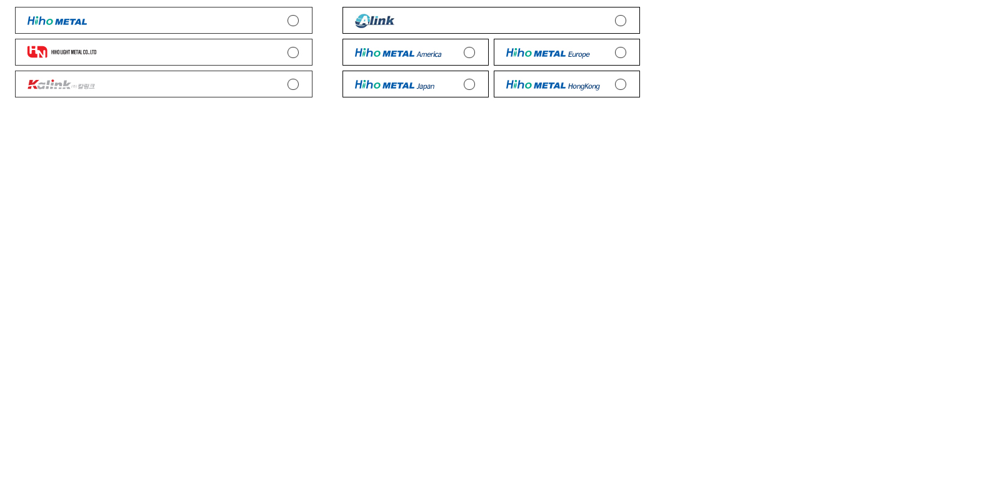 Hiho METAL
HIHO LIGHT METAL CO., LTD
Kalink (주) 칼링크
Alink
Hiho METAL America
Hiho METAL Europe
Hiho METAL Japan
Hiho METAL HongKong